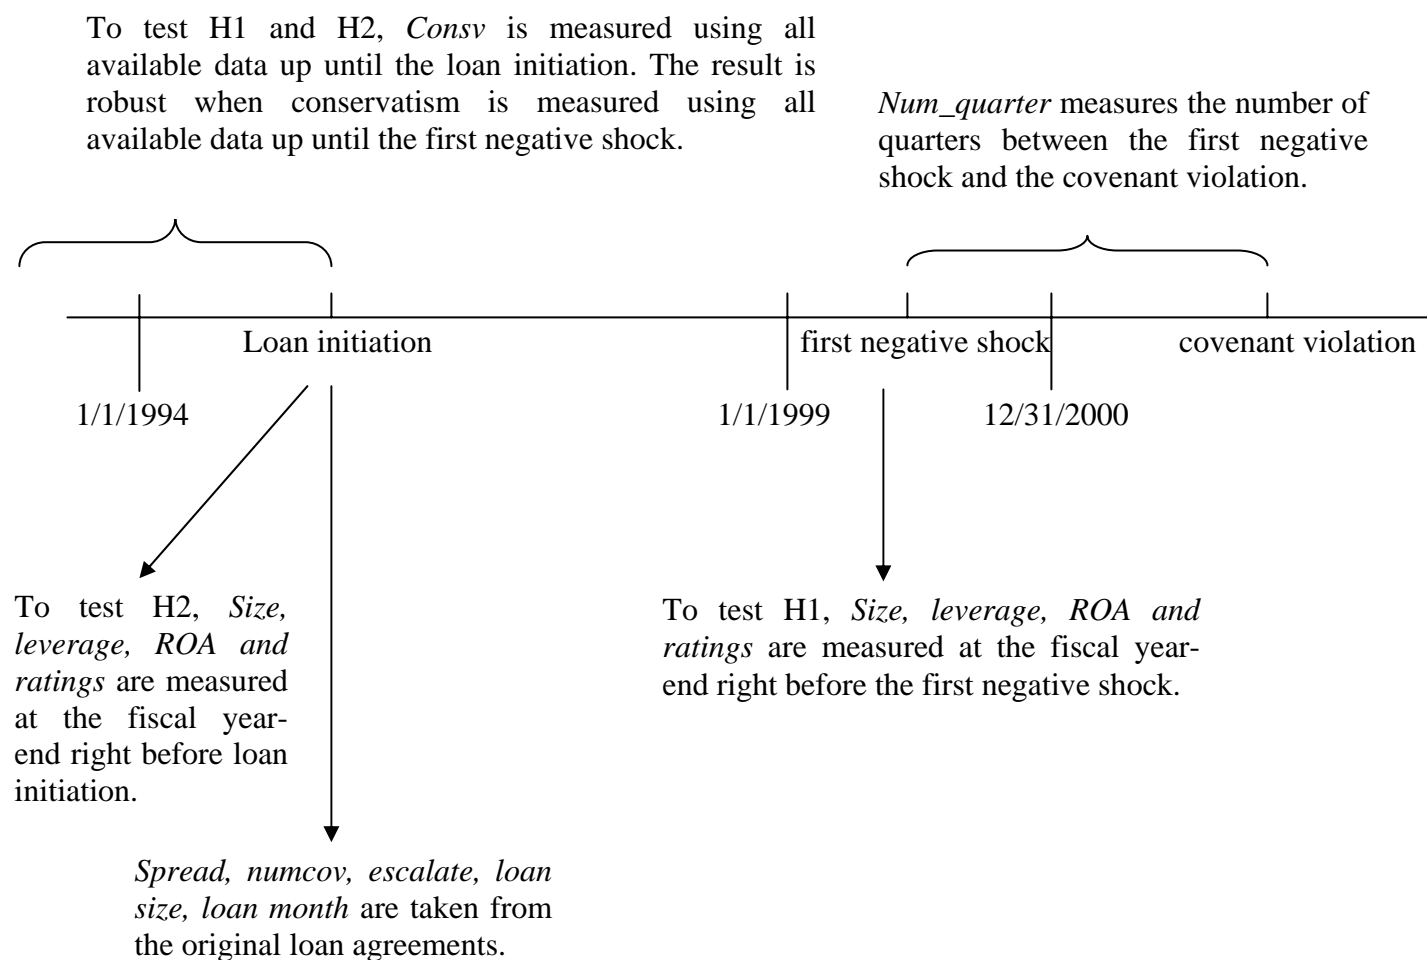 To test H1 and H2, Consv is measured using all
available data up until the loan initiation. The result is
robust when conservatism is measured using all
available data up until the first negative shock.
Num_quarter measures the number of
quarters between the first negative
shock and the covenant violation.
Loan initiation
first negative shock
covenant violation
1/1/1994
1/1/1999
12/31/2000
To test H2, Size,
leverage, ROA and
ratings are measured
at the fiscal year-
end right before loan
initiation.
To test H1, Size, leverage, ROA and
ratings are measured at the fiscal year-
end right before the first negative shock.
Spread, numcov, escalate, loan
size, loan month are taken from
the original loan agreements.